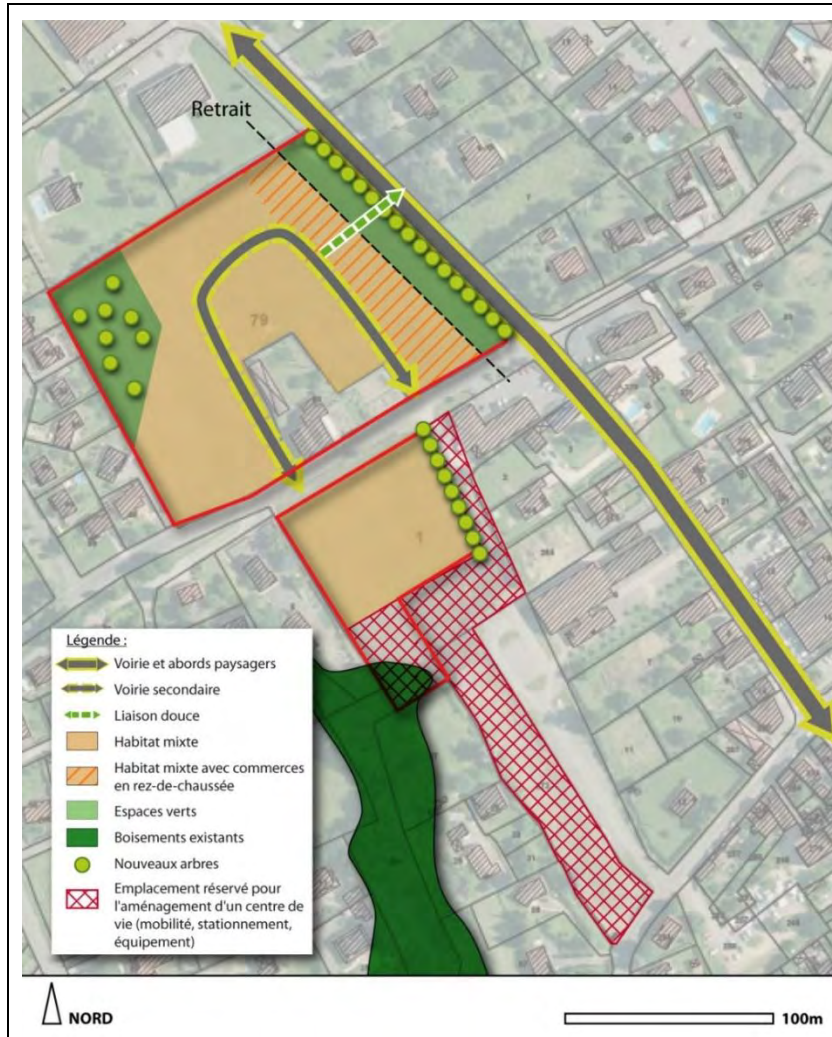 Retrait
79
1
Légende :
Voirie et abords paysagers
Voirie secondaire
Liaison douce
Habitat mixte
Habitat mixte avec commerces
en rez-de-chaussée
Espaces verts
Boisements existants
Nouveaux arbres
Emplacement réservé pour
l'aménagement d'un centre de
vie (mobilité, stationnement,
équipement)
NORD
100m